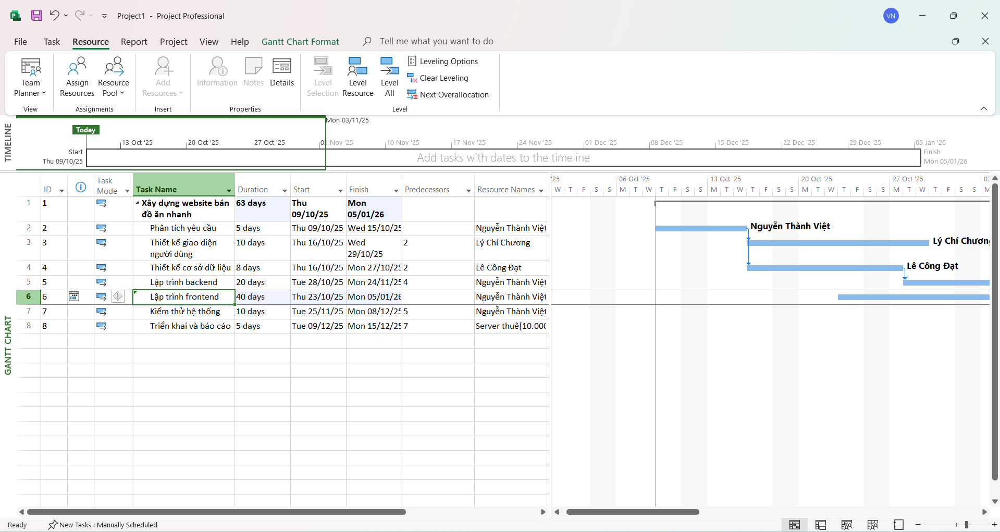 Project1 - Project Professional
VN
File Task Resource Report Project View Help Gantt Chart Format Tell me what you want to do
Team Planner
Assign Resources
Resource Pool
Add Resources
Information
Notes
Details
Level Selection
Level Resource
Level All
Leveling Options
Clear Leveling
Next Overallocation
View
Assignments
Insert
Properties
Level
TIMELINE
Mon 03/11/25
Today
13 Oct '25 20 Oct '25 27 Oct '25 03 Nov '25 10 Nov '25 17 Nov '25 24 Nov '25 01 Dec '25 08 Dec '25 15 Dec '25 22 Dec '25 29 Dec '25 05 Jan '26
Start
Thu 09/10/25
Add tasks with dates to the timeline
Finish
Mon 05/01/26
GANTT CHART
ID Task Mode Task Name Duration Start Finish Predecessors Resource Names
1 1 Xây dựng website bán đồ ăn nhanh 63 days Thu 09/10/25 Mon 05/01/26
2 2 Phân tích yêu cầu 5 days Thu 09/10/25 Wed 15/10/25 Nguyễn Thành Việt
3 3 Thiết kế giao diện người dùng 10 days Thu 16/10/25 Wed 29/10/25 2 Lý Chí Chương
4 4 Thiết kế cơ sở dữ liệu 8 days Thu 16/10/25 Mon 27/10/25 2 Lê Công Đạt
5 5 Lập trình backend 20 days Tue 28/10/25 Mon 24/11/25 4 Nguyễn Thành Việt
6 6 Lập trình frontend 40 days Thu 23/10/25 Mon 05/01/26 Nguyễn Thành Việt
7 7 Kiểm thử hệ thống 10 days Tue 25/11/25 Mon 08/12/25 5 Nguyễn Thành Việt
8 8 Triển khai và báo cáo 5 days Tue 09/12/25 Mon 15/12/25 7 Server thuê[10.000
'25 06 Oct '25 13 Oct '25 20 Oct '25 27 Oct '25 03
W T F S S M T W T F S S M T W T F S S M T W T F S S M T W T F S S M
Nguyễn Thành Việt
Lý Chí Chương
Lê Công Đạt
Ready New Tasks : Manually Scheduled